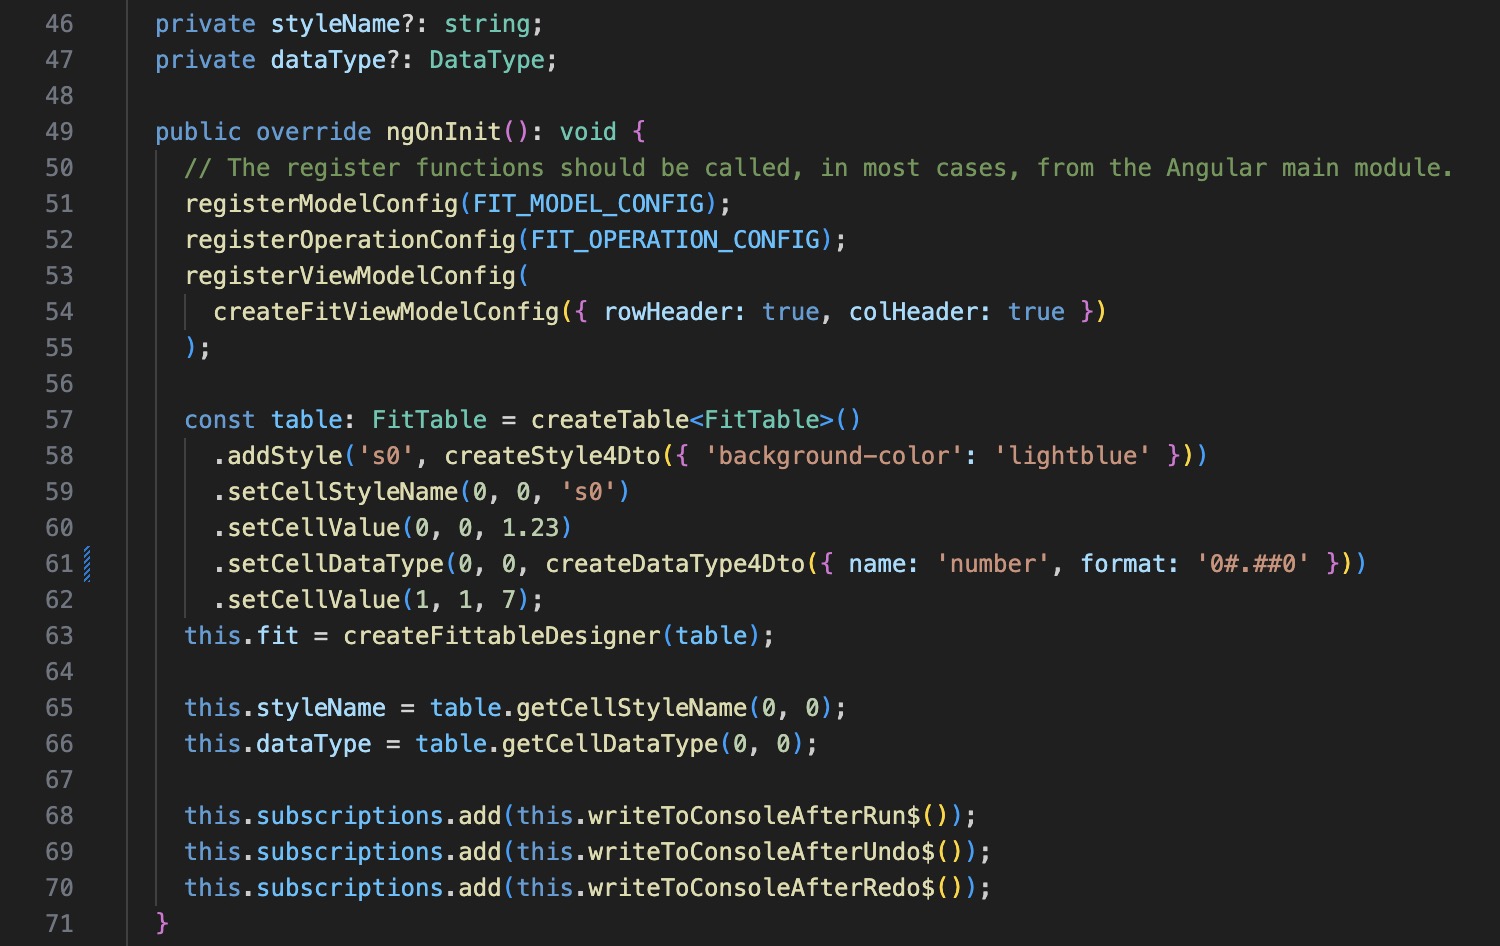 46 private styleName?: string;
47 private dataType?: DataType;
48
49 public override ngOnInit(): void {
50 // The register functions should be called, in most cases, from the Angular main module.
51 registerModelConfig(FIT_MODEL_CONFIG);
52 registerOperationConfig(FIT_OPERATION_CONFIG);
53 registerViewModelConfig(
54 createFitViewModelConfig({ rowHeader: true, colHeader: true })
55 );
56
57 const table: FitTable = createTable<FitTable>()
58 .addStyle('s0', createStyle4Dto({ 'background-color': 'lightblue' }))
59 .setCellStyleName(0, 0, 's0')
60 .setCellValue(0, 0, 1.23)
61 .setCellDataType(0, 0, createDataType4Dto({ name: 'number', format: '0#.##0' }))
62 .setCellValue(1, 1, 7);
63 this.fit = createFittableDesigner(table);
64
65 this.styleName = table.getCellStyleName(0, 0);
66 this.dataType = table.getCellDataType(0, 0);
67
68 this.subscriptions.add(this.writeToConsoleAfterRun$());
69 this.subscriptions.add(this.writeToConsoleAfterUndo$());
70 this.subscriptions.add(this.writeToConsoleAfterRedo$());
71 }